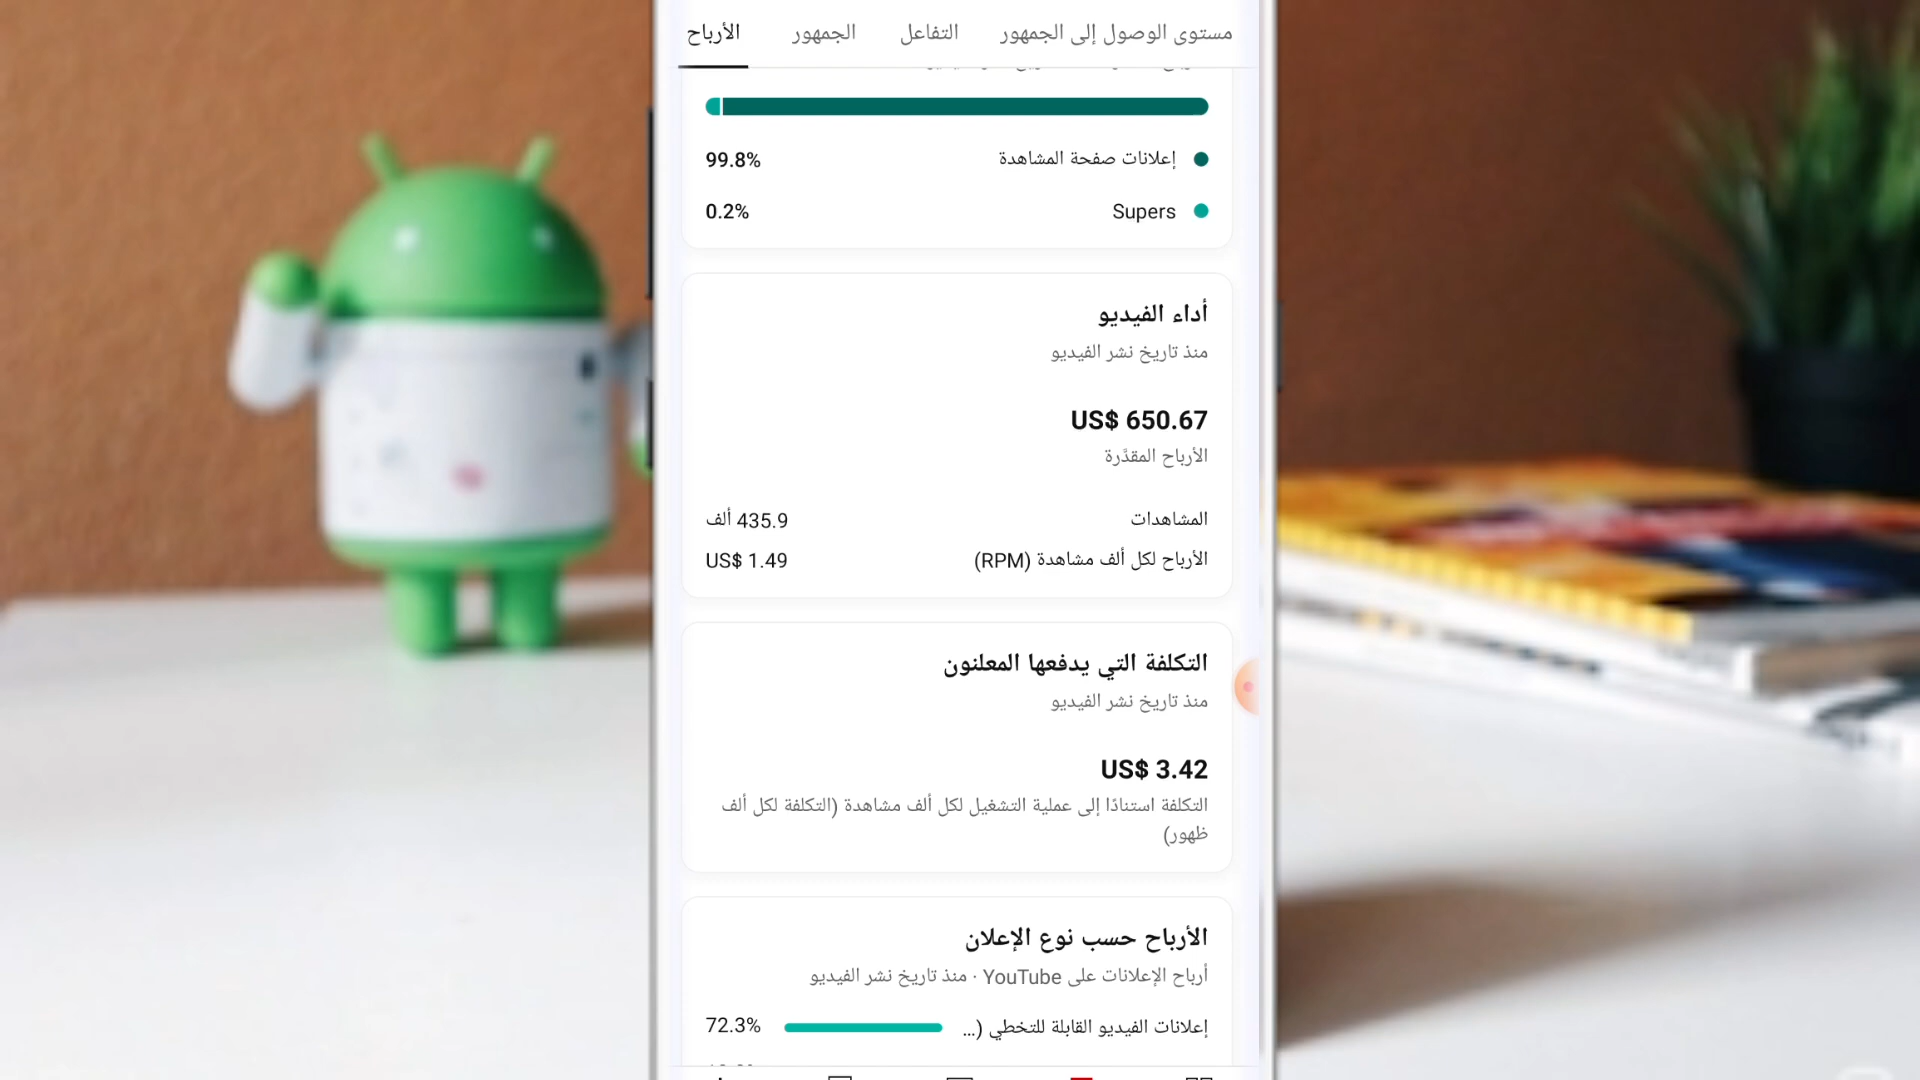 مستوى الوصول إلى الجمهور التفاعل الجمهور الأرباح
إعلانات صفحة المشاهدة 99.8%
Supers 0.2%
أداء الفيديو
منذ تاريخ نشر الفيديو
US$ 650.67
الأرباح المقدَّرة
المشاهدات 435.9 ألف
الأرباح لكل ألف مشاهدة (RPM) US$ 1.49
التكلفة التي يدفعها المعلنون
منذ تاريخ نشر الفيديو
US$ 3.42
التكلفة استنادًا إلى عملية التشغيل لكل ألف مشاهدة (التكلفة لكل ألف
ظهور)
الأرباح حسب نوع الإعلان
أرباح الإعلانات على YouTube · منذ تاريخ نشر الفيديو
إعلانات الفيديو القابلة للتخطي (... 72.3%